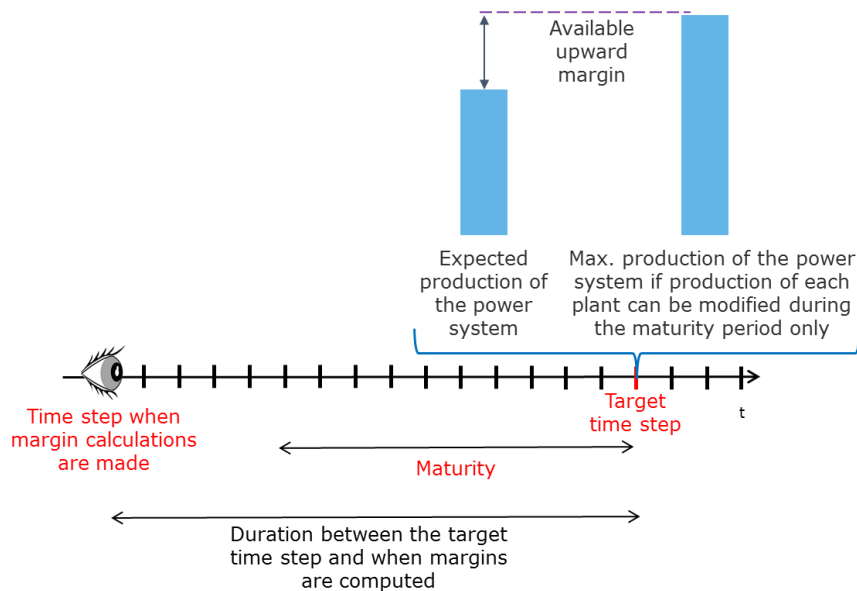 Available
upward
margin
Expected
production of
the power
system
Max. production of the power
system if production of each
plant can be modified during
the maturity period only
Time step when
margin calculations
are made
Target
time step
t
Maturity
Duration between the target
time step and when margins
are computed